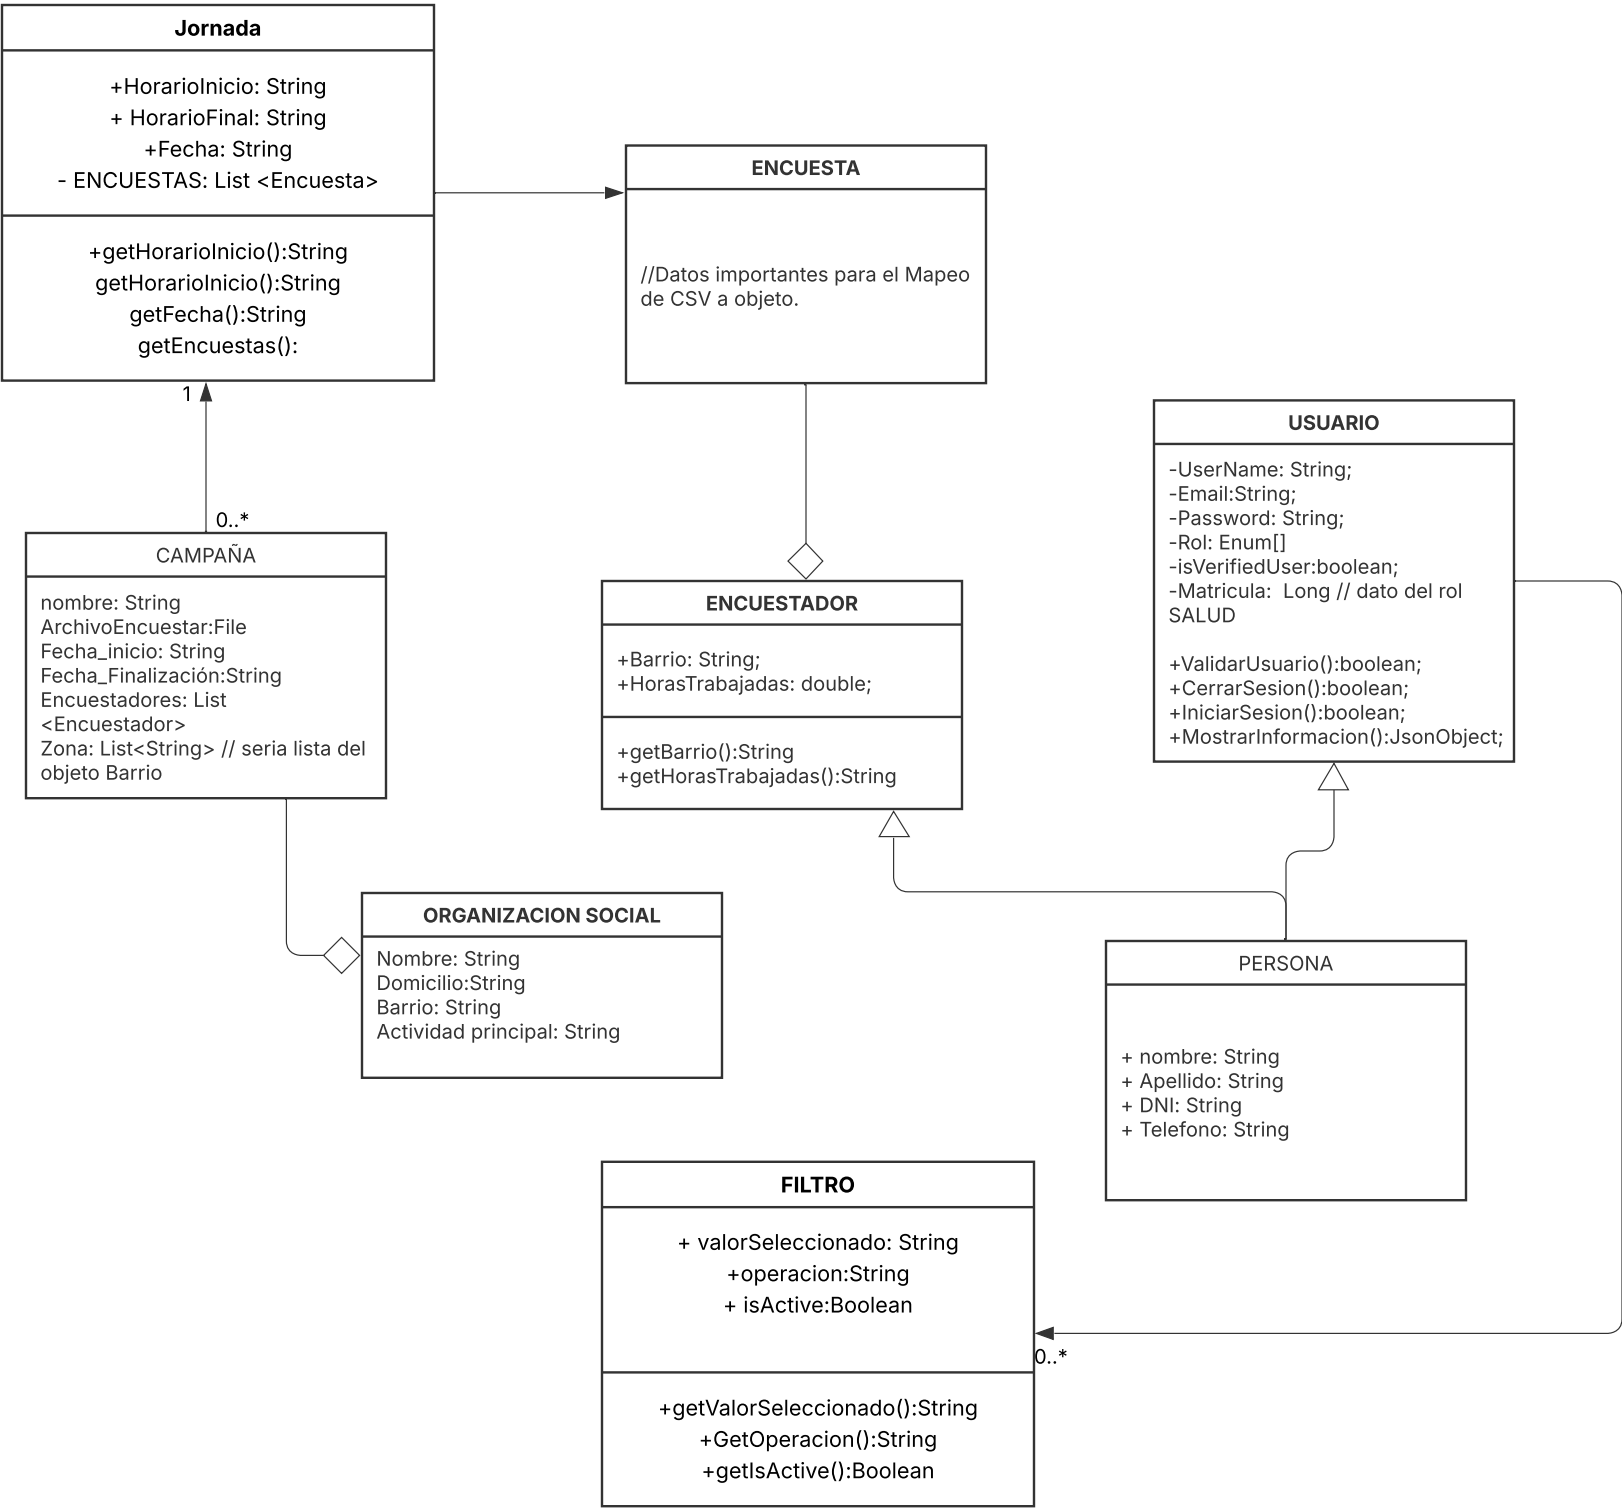 Jornada
+HorarioInicio: String
+ HorarioFinal: String
+Fecha: String
- ENCUESTAS: List <Encuesta>
+getHorarioInicio():String
getHorarioInicio():String
getFecha():String
getEncuestas():
1
0..*
ENCUESTA
//Datos importantes para el Mapeo
de CSV a objeto.
USUARIO
-UserName: String;
-Email:String;
-Password: String;
-Rol: Enum[]
-isVerifiedUser:boolean;
-Matricula:  Long // dato del rol
SALUD
+ValidarUsuario():boolean;
+CerrarSesion():boolean;
+IniciarSesion():boolean;
+MostrarInformacion():JsonObject;
CAMPAÑA
nombre: String
ArchivoEncuestar:File
Fecha_inicio: String
Fecha_Finalización:String
Encuestadores: List
<Encuestador>
Zona: List<String> // seria lista del
objeto Barrio
ENCUESTADOR
+Barrio: String;
+HorasTrabajadas: double;
+getBarrio():String
+getHorasTrabajadas():String
ORGANIZACION SOCIAL
Nombre: String
Domicilio:String
Barrio: String
Actividad principal: String
PERSONA
+ nombre: String
+ Apellido: String
+ DNI: String
+ Telefono: String
FILTRO
+ valorSeleccionado: String
+operacion:String
+ isActive:Boolean
0..*
+getValorSeleccionado():String
+GetOperacion():String
+getIsActive():Boolean